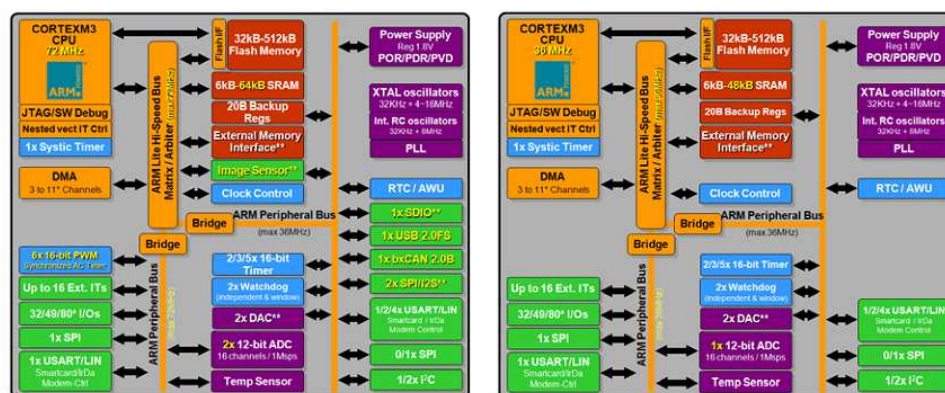 CORTEXM3
CPU
72 MHz
ARM
JTAG/SW Debug
Nested vect IT Ctrl
1x Systic Timer
DMA
3 to 11* Channels
Flash I/F
32kB-512kB
Flash Memory
6kB-64kB SRAM
20B Backup
Regs
External Memory
Interface**
Image Sensor**
Clock Control
ARM Lite Hi-Speed Bus
Matrix / Arbiter (max 72MHz)
Power Supply
Reg 1.8V
POR/PDR/PVD
XTAL oscillators
32KHz + 4~16MHz
Int. RC oscillators
32KHz + 8MHz
PLL
RTC / AWU
Bridge
Bridge
ARM Peripheral Bus
(max 36MHz)
1x SDIO**
1x USB 2.0FS
1x bxCAN 2.0B
2x SPI/I2S**
1/2/4x USART/LIN
Smartcard / IrDa
Modem Control
0/1x SPI
1/2x I²C
6x 16-bit PWM
Synchronized AC Timer
Up to 16 Ext. ITs
32/49/80* I/Os
1x SPI
1x USART/LIN
Smartcard/IrDa
Modem-Ctrl
ARM Peripheral Bus
(max 72MHz)
2/3/5x 16-bit
Timer
2x Watchdog
(independent & window)
2x DAC**
2x 12-bit ADC
16 channels / 1Msps
Temp Sensor
CORTEXM3
CPU
36 MHz
ARM
JTAG/SW Debug
Nested vect IT Ctrl
1x Systic Timer
DMA
3 to 11* Channels
Flash I/F
32kB-512kB
Flash Memory
6kB-48kB SRAM
20B Backup Regs
External Memory
Interface**
Clock Control
ARM Lite Hi-Speed Bus
Matrix / Arbiter
Power Supply
Reg 1.8V
POR/PDR/PVD
XTAL oscillators
32KHz + 4~16MHz
Int. RC oscillators
32KHz + 8MHz
PLL
RTC / AWU
Bridge
Bridge
ARM Peripheral Bus
(max 36MHz)
Up to 16 Ext. ITs
32/49/80* I/Os
1x SPI
1x USART/LIN
Smartcard/IrDa
Modem-Ctrl
ARM Peripheral Bus
2/3/5x 16-bit Timer
2x Watchdog
(independent & window)
2x DAC**
1x 12-bit ADC
16 channels / 1Msps
Temp Sensor
1/2/4x USART/LIN
Smartcard / IrDa
Modem Control
0/1x SPI
1/2x I²C